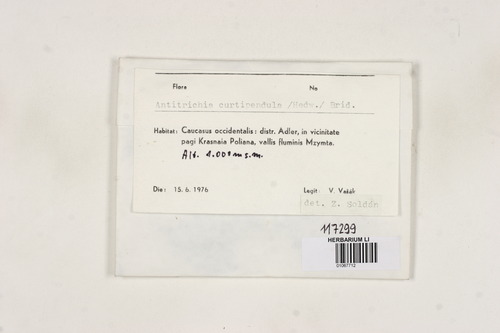 Flora No
Antitrichia curtipendula /Hedw./ Brid.
Habitat: Caucasus occidentalis: distr. Adler, in vicinitate
pagi Krasnaia Poliana, vallis fluminis Mzymta.
Alt. 1.000 m s.m.
Die: 15. 6. 1976 Legit: V. Vašák
det. Z.
117299
HERBARIUM LI
01067712